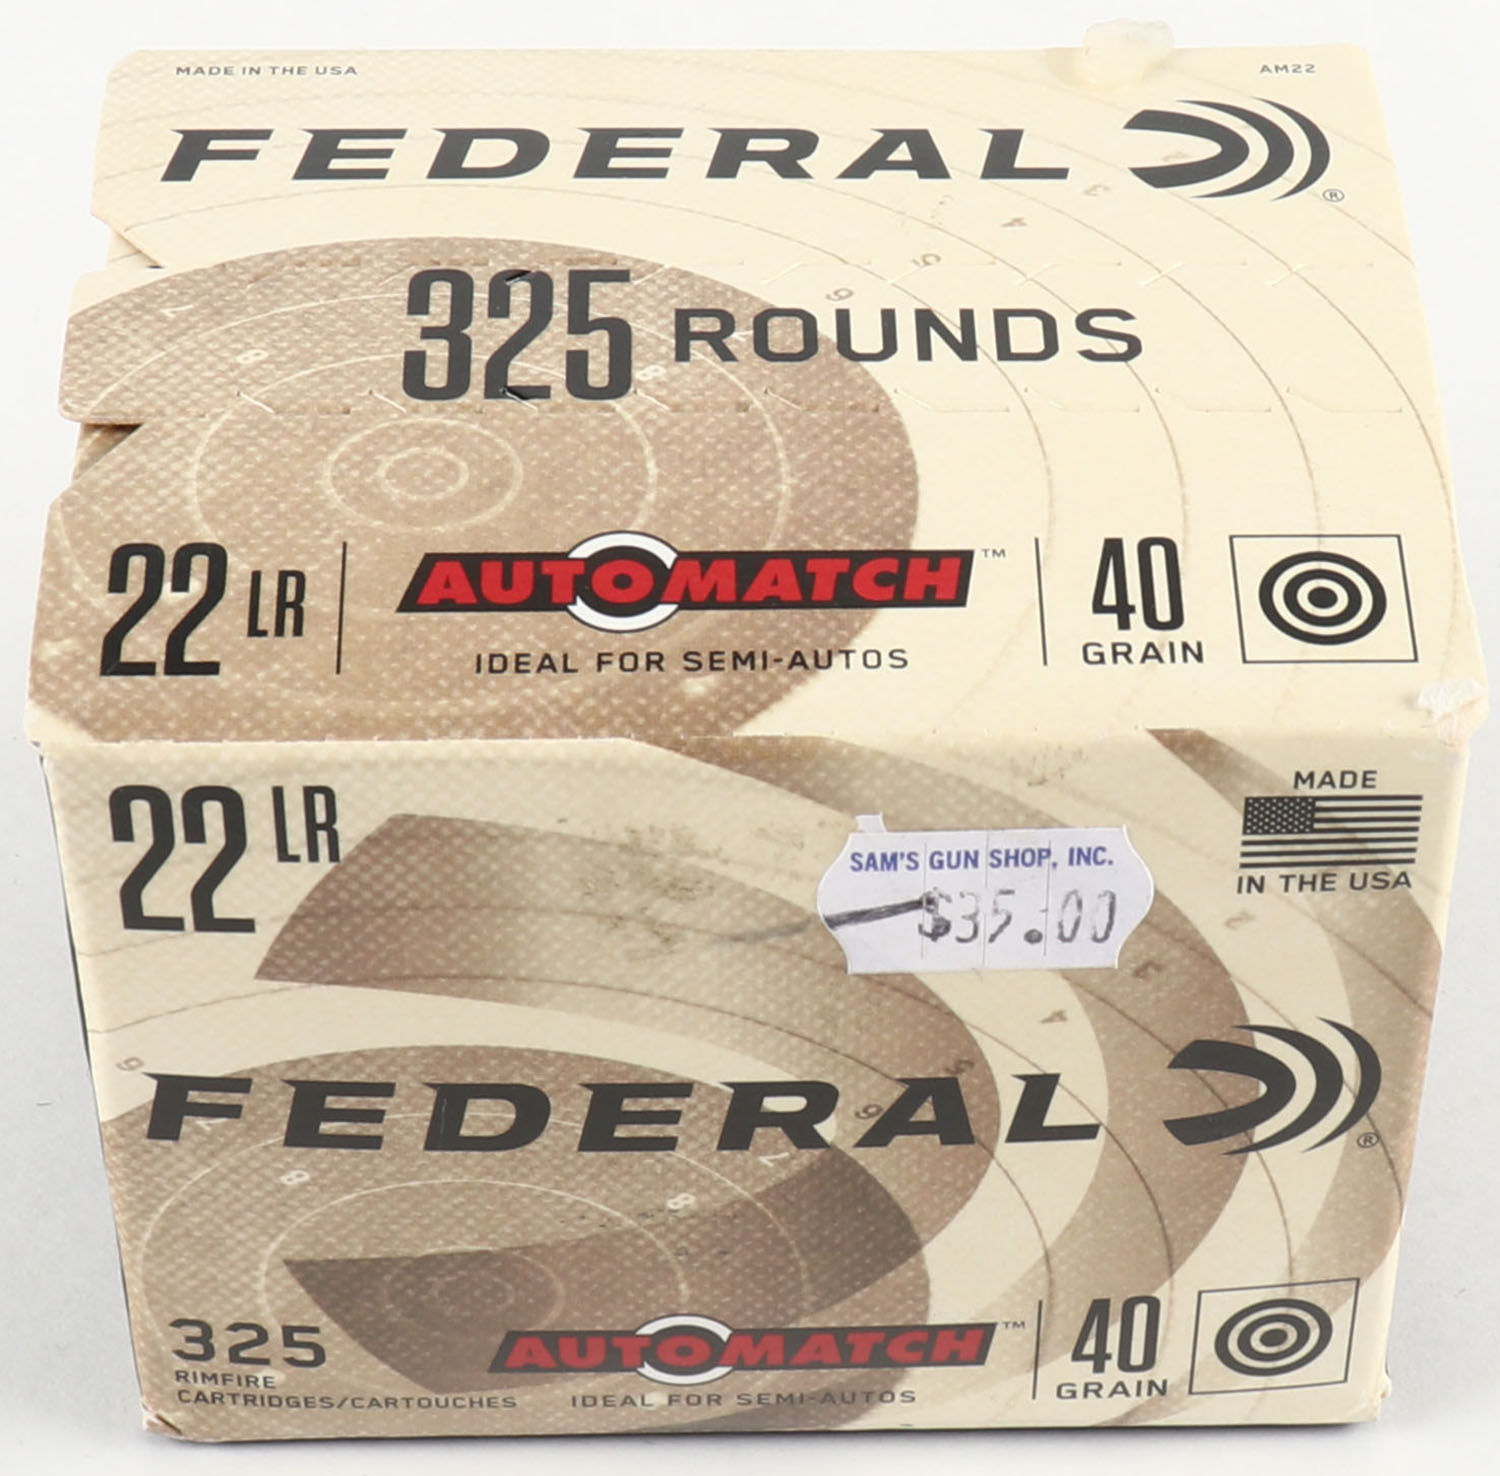 MADE IN THE USA AM22
FEDERAL ®
325 ROUNDS
22 LR AUTOMATCH ™ 40 GRAIN
IDEAL FOR SEMI-AUTOS
22 LR
MADE
IN THE USA
SAM'S GUN SHOP, INC.
$35.00
FEDERAL ®
325
RIMFIRE
CARTRIDGES/CARTOUCHES
AUTOMATCH ™
IDEAL FOR SEMI-AUTOS
40
GRAIN